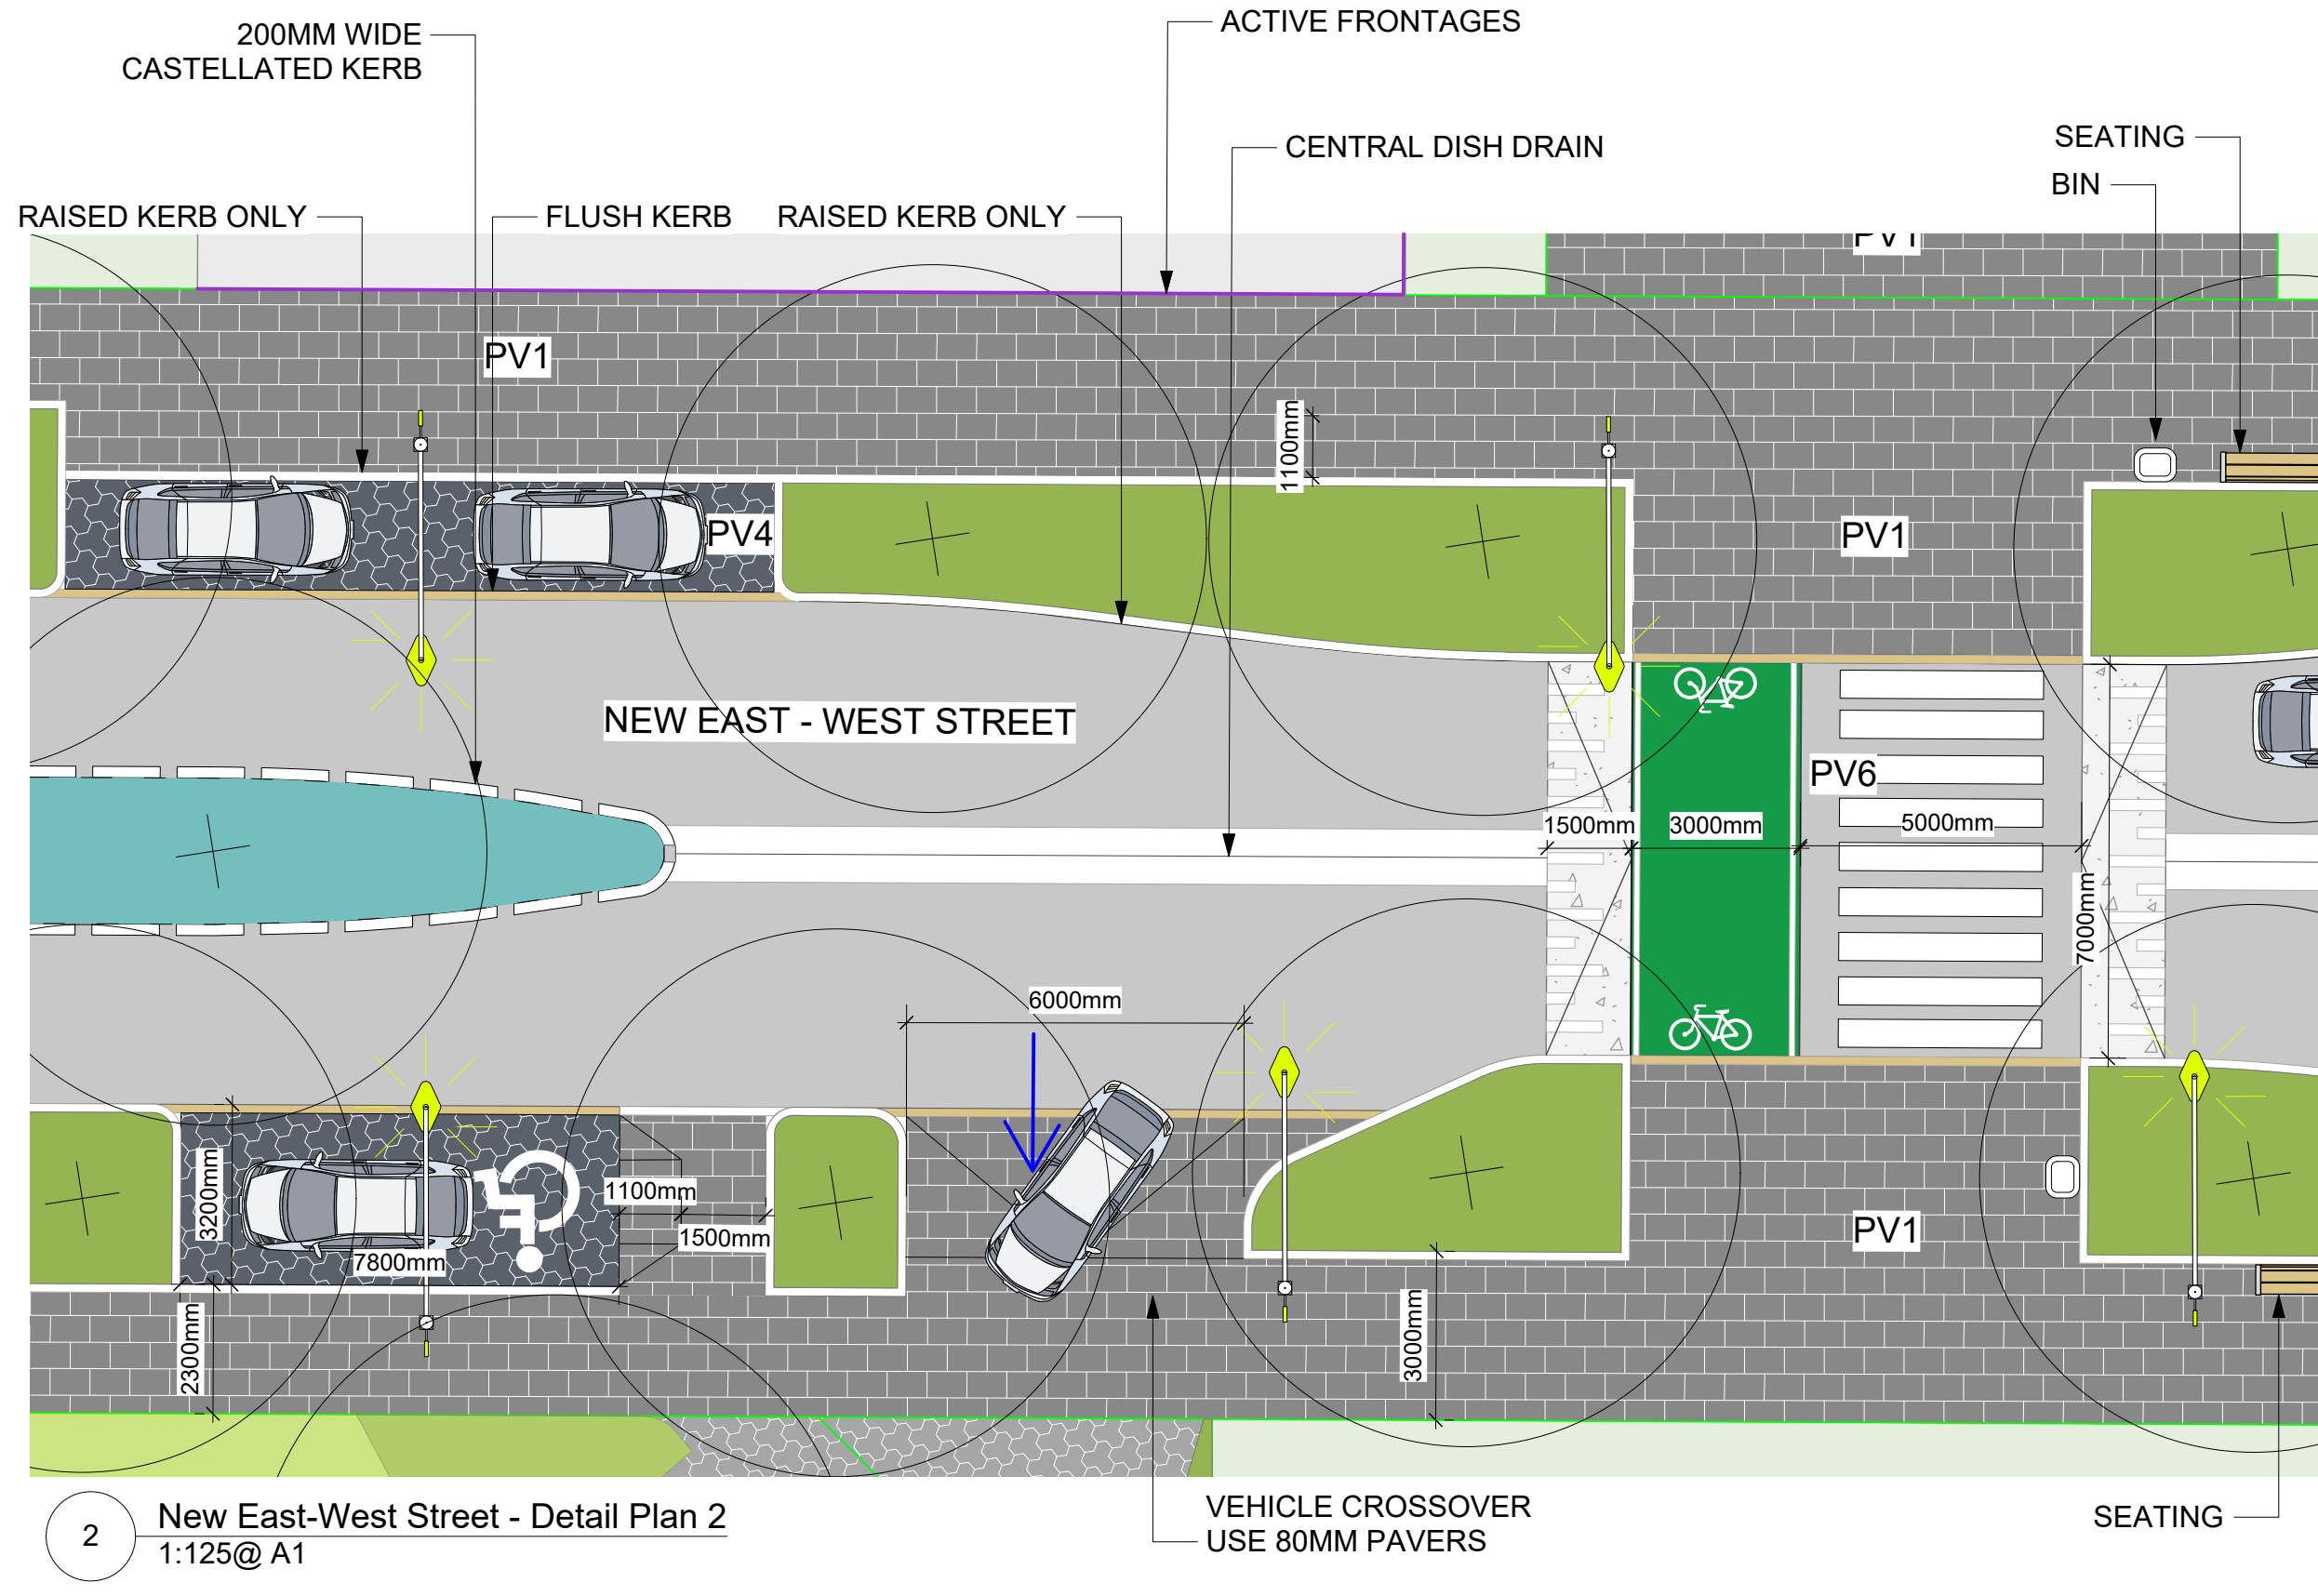 200MM WIDE
CASTELLATED KERB
ACTIVE FRONTAGES
CENTRAL DISH DRAIN
SEATING
BIN
RAISED KERB ONLY
FLUSH KERB
RAISED KERB ONLY
PV1
PV1
1100mm
PV4
PV1
NEW EAST - WEST STREET
PV6
1500mm
3000mm
5000mm
7000mm
6000mm
3200mm
1100mm
1500mm
7800mm
PV1
2300mm
3000mm
2
New East-West Street - Detail Plan 2
1:125@ A1
VEHICLE CROSSOVER
USE 80MM PAVERS
SEATING